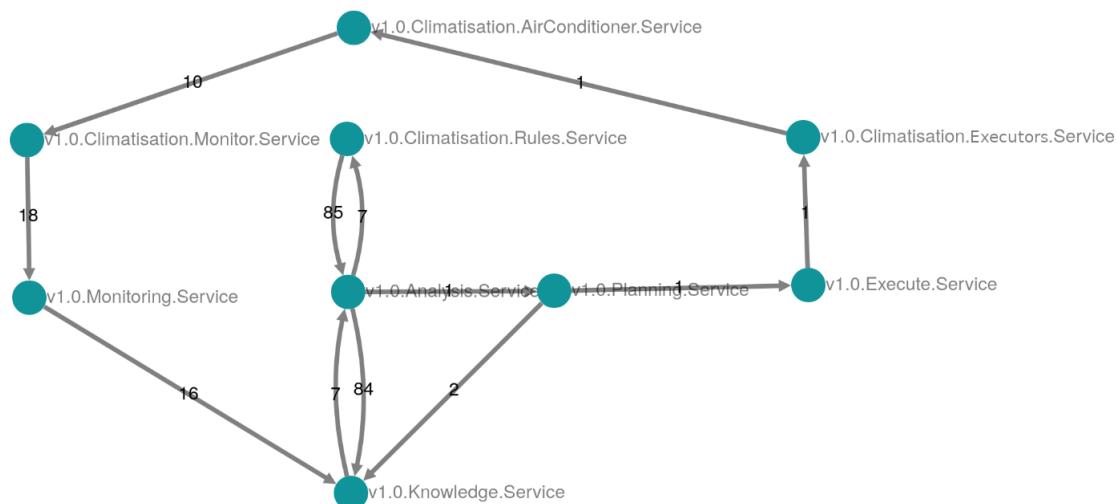 v1.0.Climatisation.AirConditioner.Service
10
1
v1.0.Climatisation.Monitor.Service
v1.0.Climatisation.Rules.Service
v1.0.Climatisation.Executors.Service
18
85
7
1
v1.0.Monitoring.Service
v1.0.Analysis.Service
1
v1.0.Planning.Service
1
v1.0.Execute.Service
16
7
84
2
v1.0.Knowledge.Service